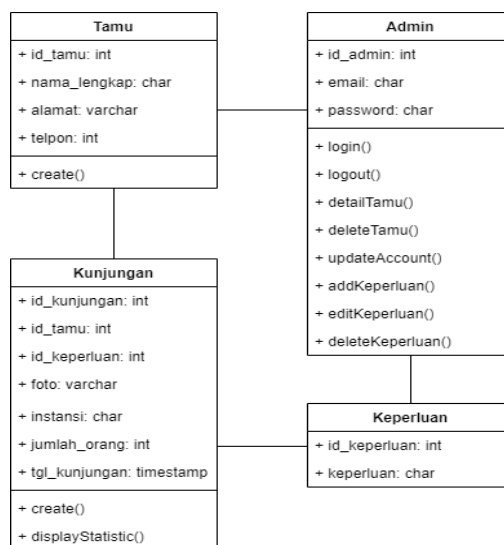 Tamu
+ id_tamu: int
+ nama_lengkap: char
+ alamat: varchar
+ telpon: int
+ create()
Admin
+ id_admin: int
+ email: char
+ password: char
+ login()
+ logout()
+ detailTamu()
+ deleteTamu()
+ updateAccount()
+ addKeperluan()
+ editKeperluan()
+ deleteKeperluan()
Kunjungan
+ id_kunjungan: int
+ id_tamu: int
+ id_keperluan: int
+ foto: varchar
+ instansi: char
+ jumlah_orang: int
+ tgl_kunjungan: timestamp
+ create()
+ displayStatistic()
Keperluan
+ id_keperluan: int
+ keperluan: char